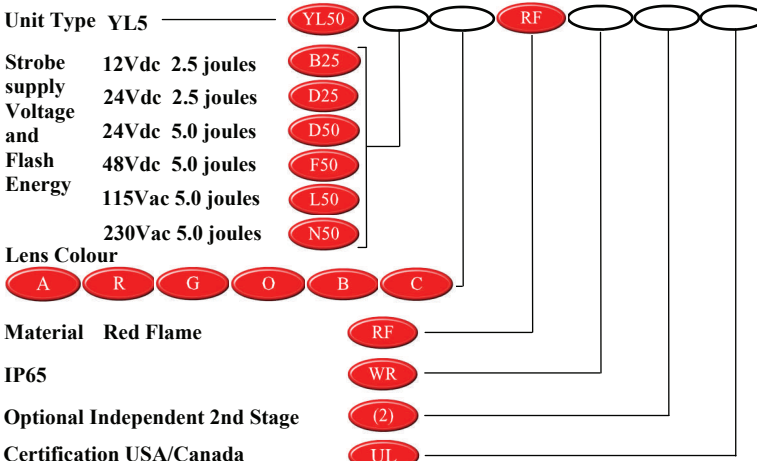 Unit Type YL5 YL50 RF
Strobe supply Voltage and Flash Energy
12Vdc 2.5 joules B25
24Vdc 2.5 joules D25
24Vdc 5.0 joules D50
48Vdc 5.0 joules F50
115Vac 5.0 joules L50
230Vac 5.0 joules N50
Lens Colour
A R G O B C
Material Red Flame RF
IP65 WR
Optional Independent 2nd Stage (2)
Certification USA/Canada UL